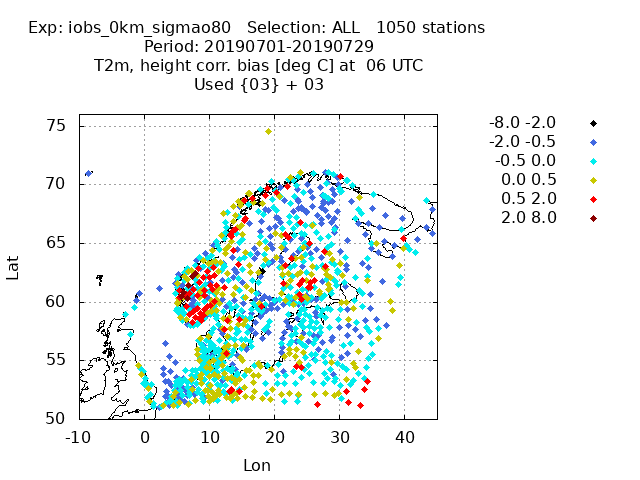 Exp: iobs_0km_sigmao80   Selection: ALL   1050 stations
Period: 20190701-20190729
T2m, height corr. bias [deg C] at  06 UTC
Used {03} + 03
-8.0 -2.0
-2.0 -0.5
-0.5 0.0
0.0 0.5
0.5 2.0
2.0 8.0
75
70
65
60
55
50
Lat
-10 0 10 20 30 40
Lon